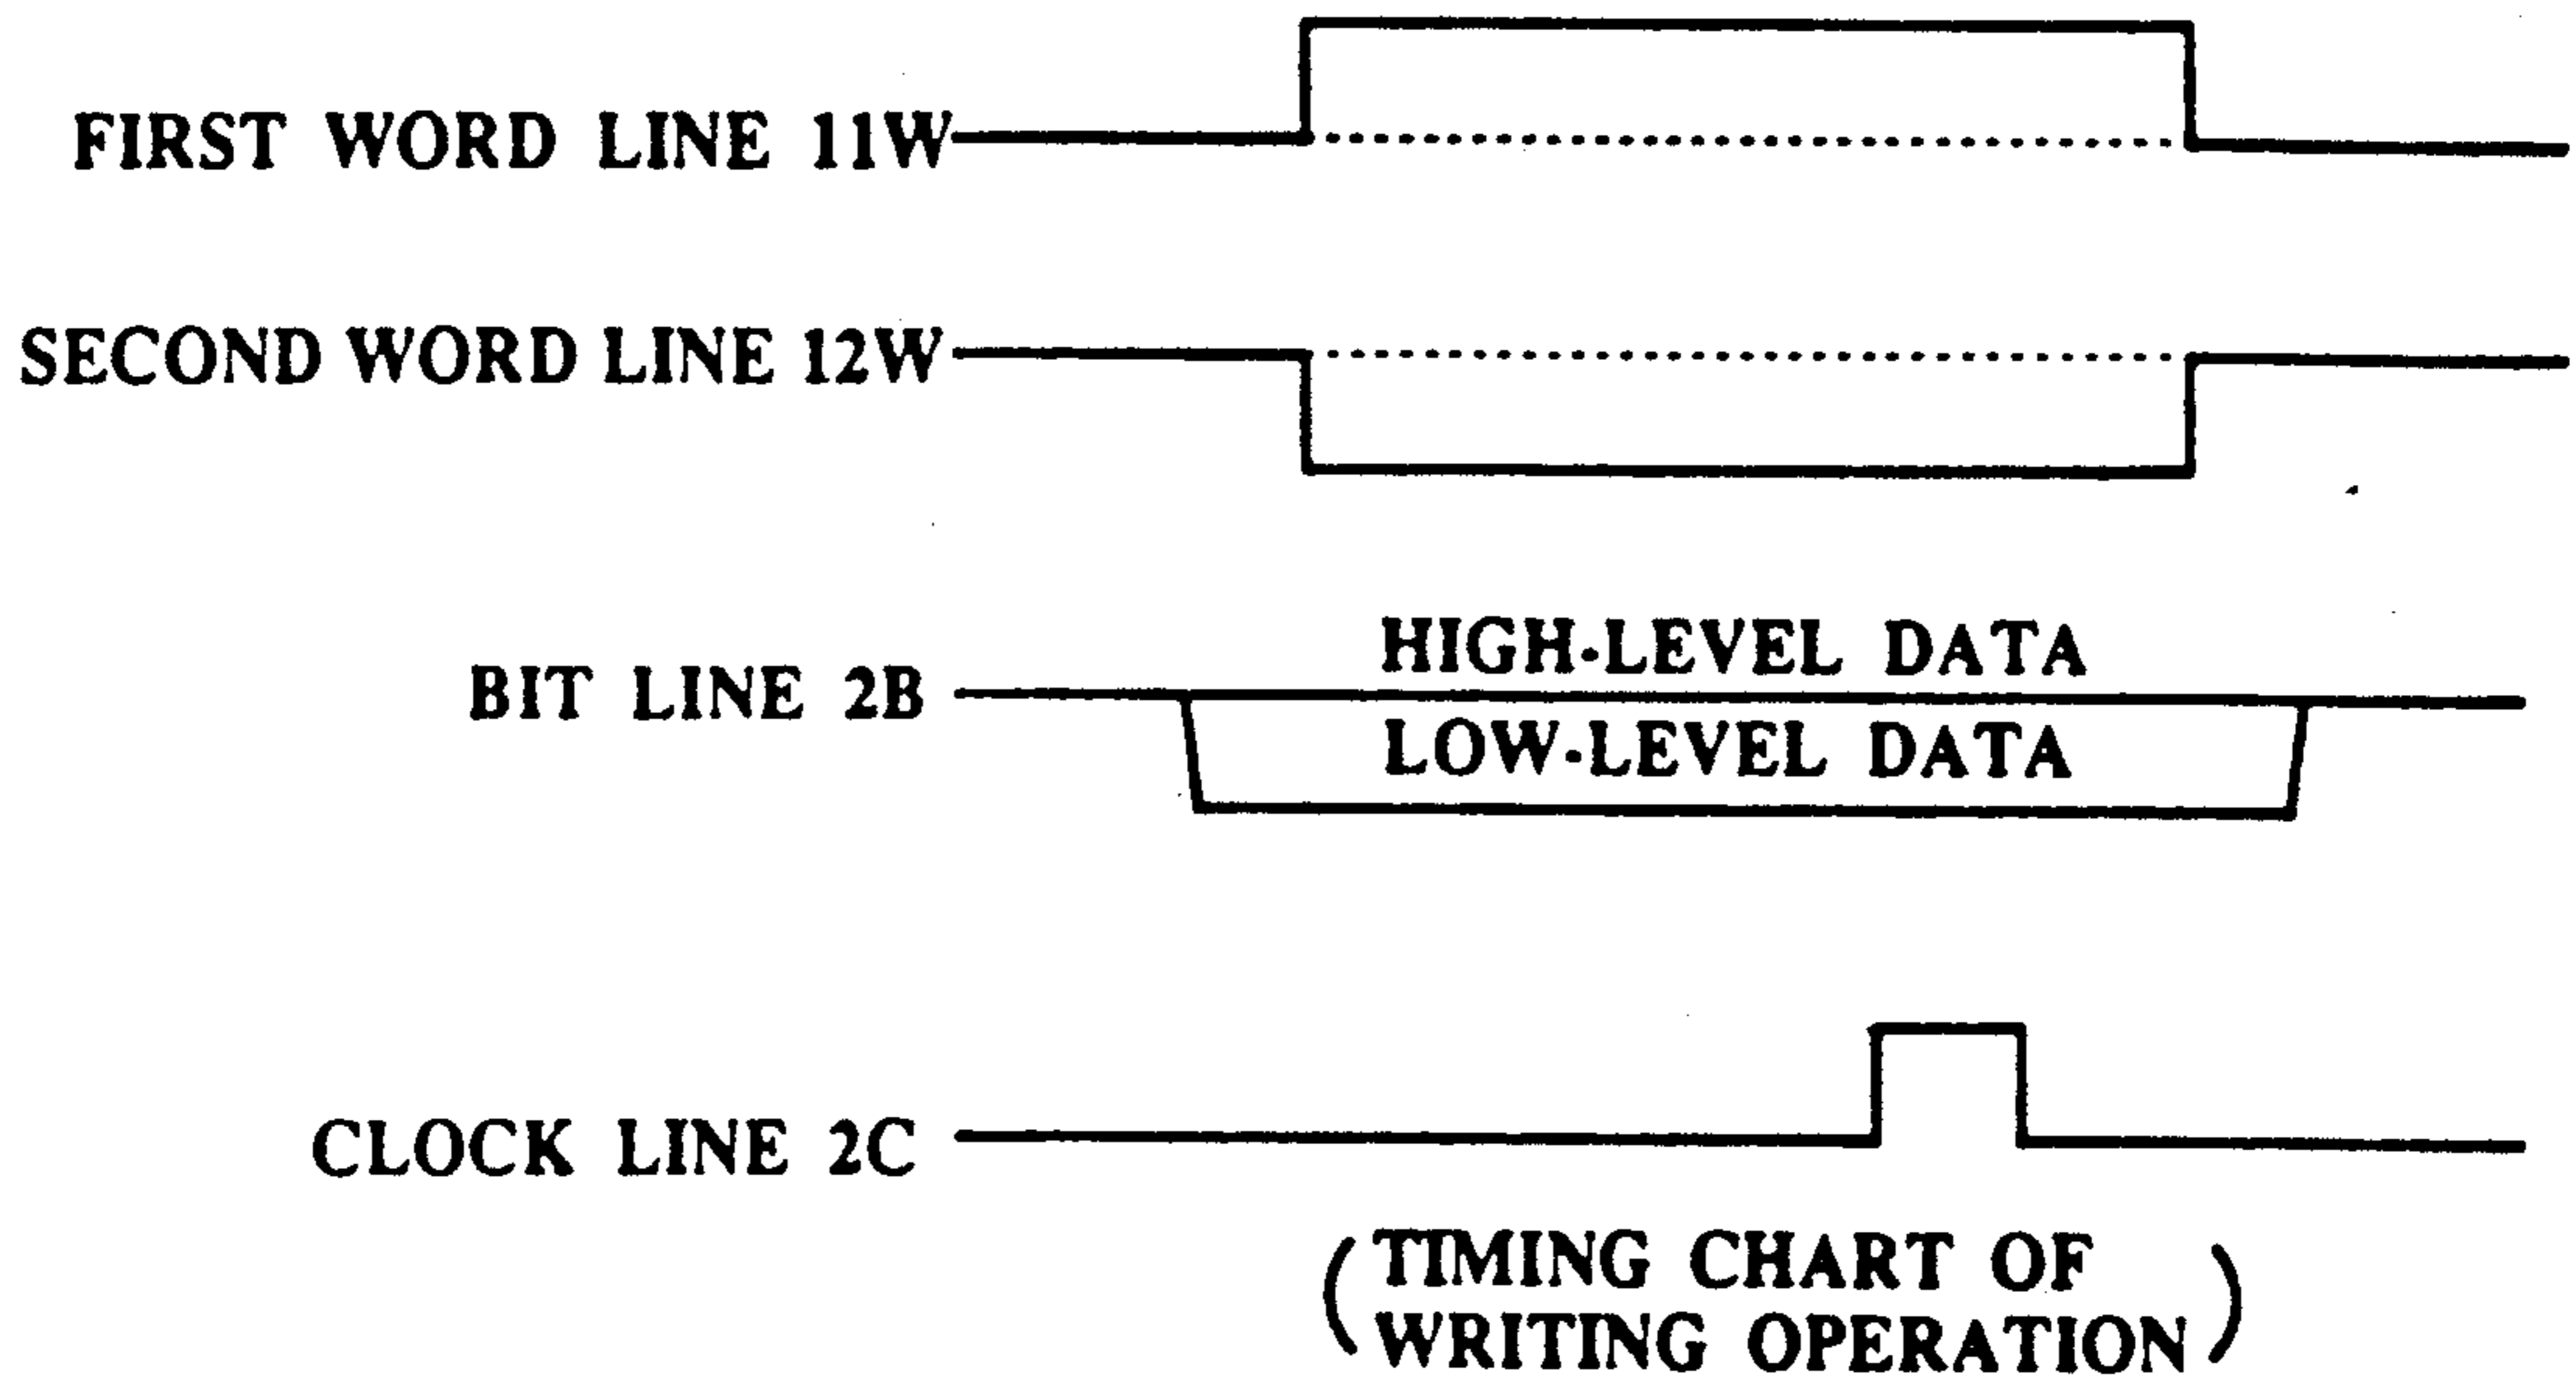 FIRST WORD LINE 11W
SECOND WORD LINE 12W
HIGH-LEVEL DATA
BIT LINE 2B
LOW-LEVEL DATA
CLOCK LINE 2C
(TIMING CHART OF
WRITING OPERATION)